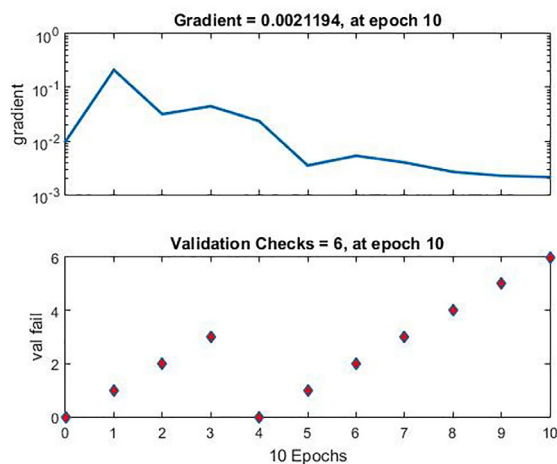 Gradient = 0.0021194, at epoch 10
10^0
10^-1
10^-2
10^-3
gradient
Validation Checks = 6, at epoch 10
6
4
2
0
val fail
0 1 2 3 4 5 6 7 8 9 10
10 Epochs